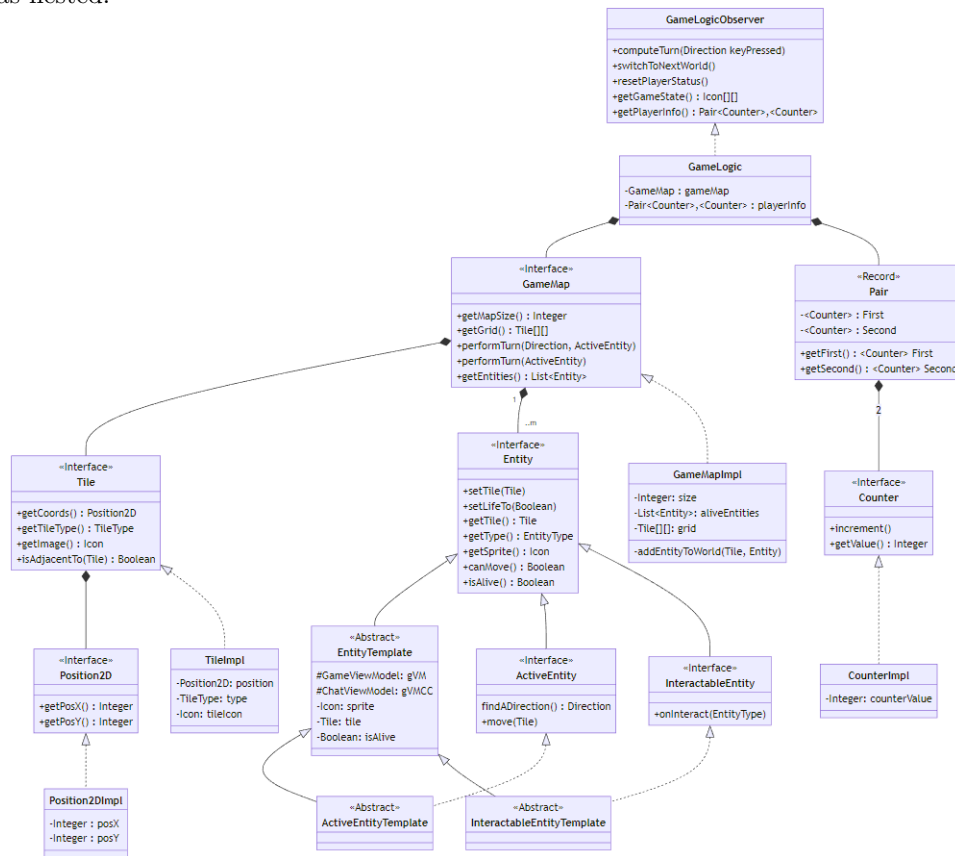 as nested.
GameLogicObserver
+computeTurn(Direction keyPressed)
+switchToNextWorld()
+resetPlayerStatus()
+getGameState() : Icon[][]
+getPlayerInfo() : Pair<Counter>,<Counter>
GameLogic
-GameMap : gameMap
-Pair<Counter>,<Counter> : playerInfo
«Interface»
GameMap
+getMapSize() : Integer
+getGrid() : Tile[][]
+performTurn(Direction, ActiveEntity)
+performTurn(ActiveEntity)
+getEntities() : List<Entity>
«Record»
Pair
-<Counter> : First
-<Counter> : Second
+getFirst() : <Counter> First
+getSecond() : <Counter> Second
1
..m
2
«Interface»
Tile
+getCoords() : Position2D
+getTileType() : TileType
+getImage() : Icon
+isAdjacentTo(Tile) : Boolean
«Interface»
Entity
+setTile(Tile)
+setLifeTo(Boolean)
+getTile() : Tile
+getType() : EntityType
+getSprite() : Icon
+canMove() : Boolean
+isAlive() : Boolean
GameMapImpl
-Integer: size
-List<Entity>: aliveEntities
-Tile[][]: grid
-addEntityToWorld(Tile, Entity)
«Interface»
Counter
+increment()
+getValue() : Integer
«Interface»
Position2D
+getPosX() : Integer
+getPosY() : Integer
TileImpl
-Position2D: position
-TileType: type
-Icon: tileIcon
«Abstract»
EntityTemplate
#GameViewModel: gVM
#ChatViewModel: gVMCC
-Icon: sprite
-Tile: tile
-Boolean: isAlive
«Interface»
ActiveEntity
findADirection() : Direction
+move(Tile)
«Interface»
InteractableEntity
+onInteract(EntityType)
CounterImpl
-Integer: counterValue
Position2DImpl
-Integer : posX
-Integer : posY
«Abstract»
ActiveEntityTemplate
«Abstract»
InteractableEntityTemplate